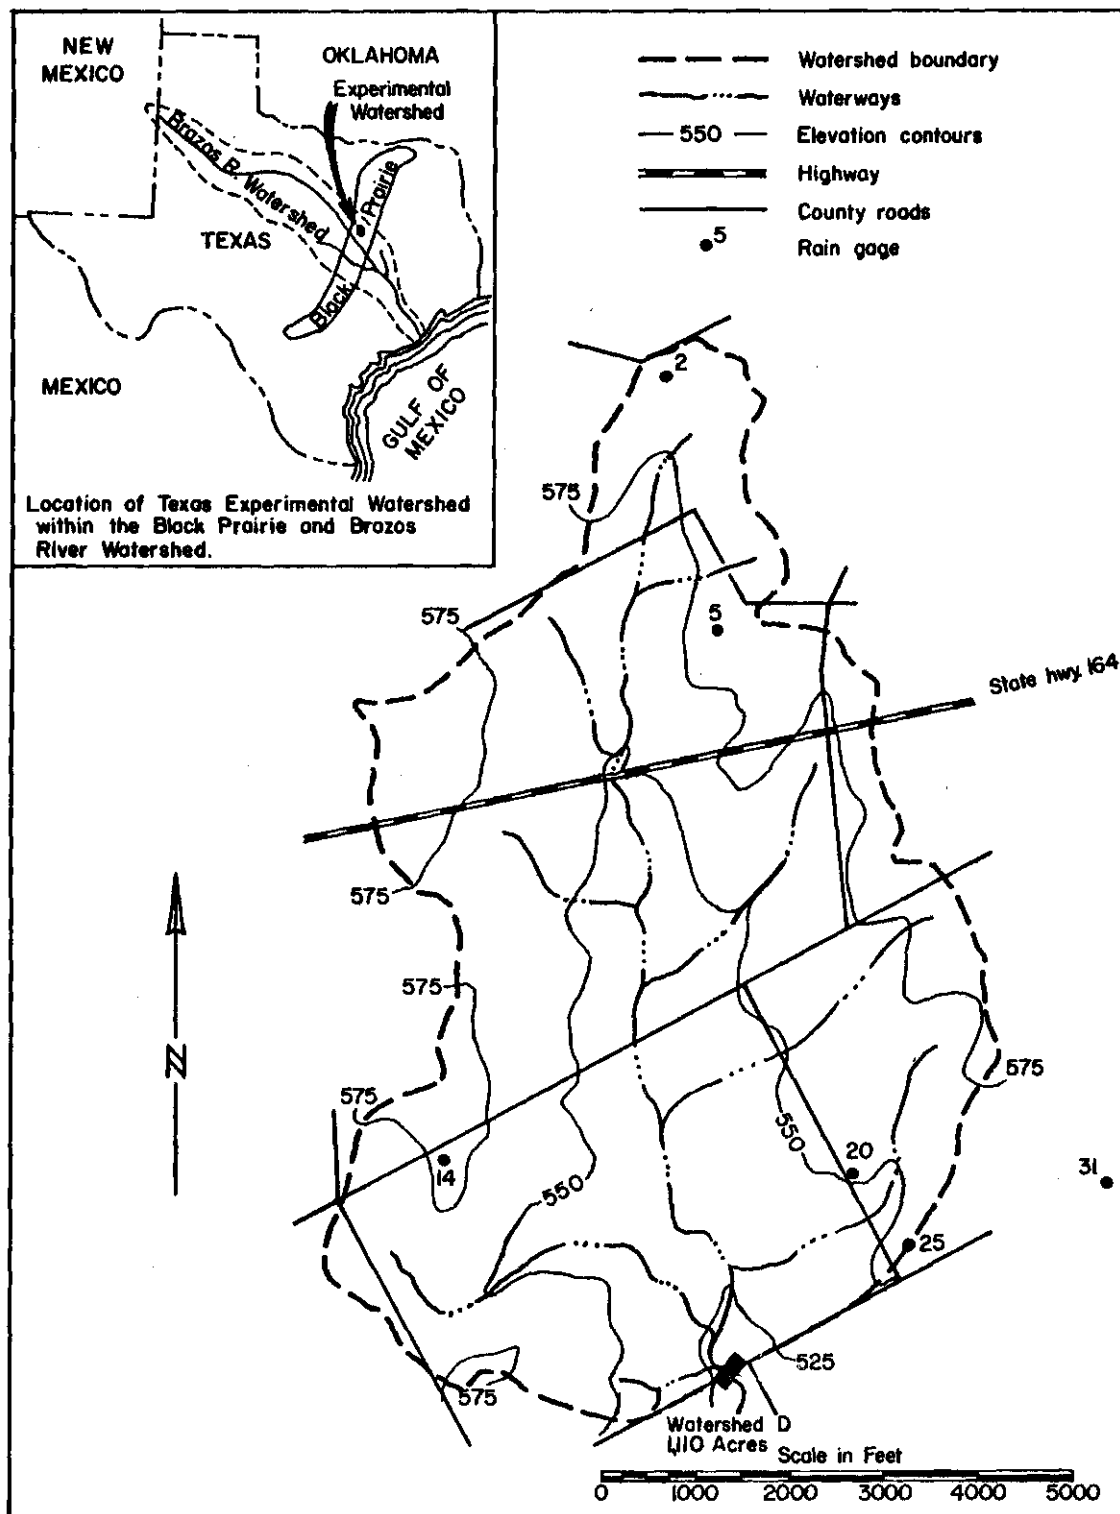 NEW
MEXICO
OKLAHOMA
Experimental
Watershed
Brazos R. Watershed
Prairie
TEXAS
Black
MEXICO
GULF OF
MEXICO
Location of Texas Experimental Watershed
within the Black Prairie and Brazos
River Watershed.
Watershed boundary
Waterways
550
Elevation contours
Highway
County roads
5
Rain gage
2
575
575
5
State hwy. 164
575
575
575
575
14
550
550
20
31
25
525
575
Watershed D
1,110 Acres
Scale in Feet
0 1000 2000 3000 4000 5000
N